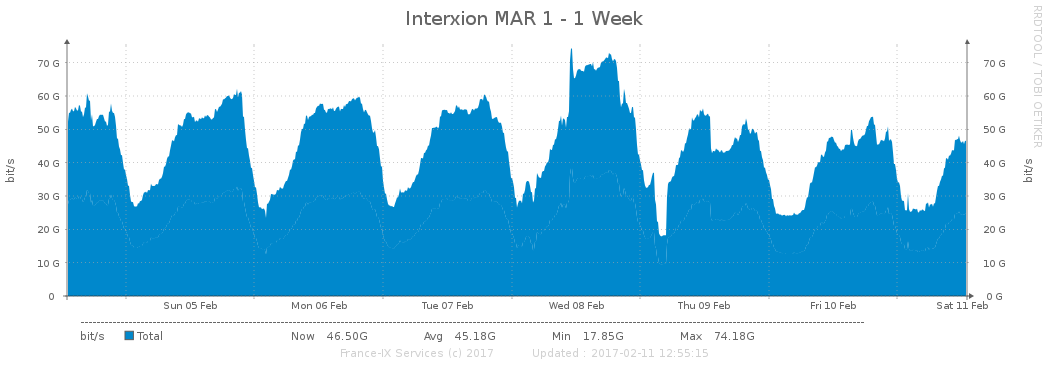 Interxion MAR 1 - 1 Week
RRDTOOL / TOBI OETIKER
bit/s
70 G 70 G
60 G 60 G
50 G 50 G
40 G 40 G
30 G 30 G
20 G 20 G
10 G 10 G
0 0 G
bit/s
Sun 05 Feb Mon 06 Feb Tue 07 Feb Wed 08 Feb Thu 09 Feb Fri 10 Feb Sat 11 Feb
bit/s Total Now 46.50G Avg 45.18G Min 17.85G Max 74.18G
France-IX Services (c) 2017 Updated : 2017-02-11 12:55:15